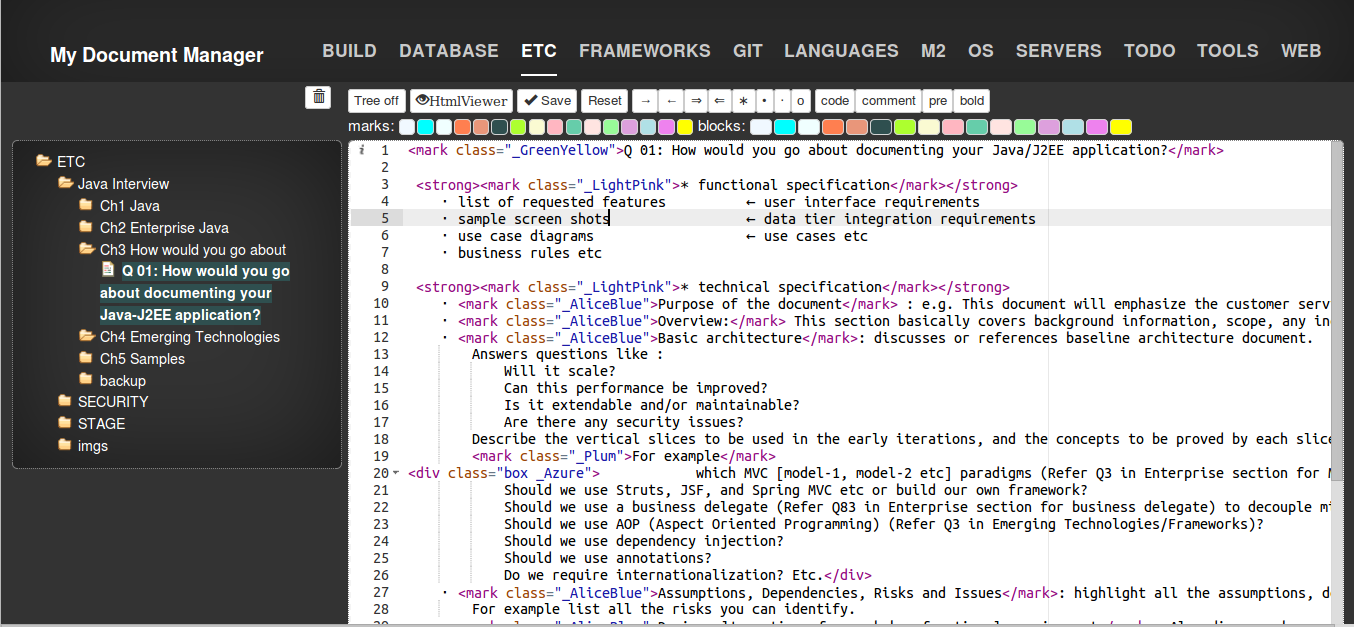 My Document Manager
BUILD DATABASE ETC FRAMEWORKS GIT LANGUAGES M2 OS SERVERS TODO TOOLS WEB
Tree off HtmlViewer Save Reset → ← ⇒ ⇐ * • · o code comment pre bold
marks: blocks:
ETC
Java Interview
Ch1 Java
Ch2 Enterprise Java
Ch3 How would you go about
Q 01: How would you go
about documenting your
Java-J2EE application?
Ch4 Emerging Technologies
Ch5 Samples
backup
SECURITY
STAGE
imgs
i 1 <mark class="_GreenYellow">Q 01: How would you go about documenting your Java/J2EE application?</mark>
2
3 <strong><mark class="_LightPink">* functional specification</mark></strong>
4 · list of requested features ← user interface requirements
5 · sample screen shots ← data tier integration requirements
6 · use case diagrams ← use cases etc
7 · business rules etc
8
9 <strong><mark class="_LightPink">* technical specification</mark></strong>
10 · <mark class="_AliceBlue">Purpose of the document</mark> : e.g. This document will emphasize the customer serv
11 · <mark class="_AliceBlue">Overview:</mark> This section basically covers background information, scope, any in
12 · <mark class="_AliceBlue">Basic architecture</mark>: discusses or references baseline architecture document.
13 Answers questions like :
14 Will it scale?
15 Can this performance be improved?
16 Is it extendable and/or maintainable?
17 Are there any security issues?
18 Describe the vertical slices to be used in the early iterations, and the concepts to be proved by each slice
19 <mark class="_Plum">For example</mark>
20 <div class="box _Azure"> which MVC [model-1, model-2 etc] paradigms (Refer Q3 in Enterprise section for
21 Should we use Struts, JSF, and Spring MVC etc or build our own framework?
22 Should we use a business delegate (Refer Q83 in Enterprise section for business delegate) to decouple
23 Should we use AOP (Aspect Oriented Programming) (Refer Q3 in Emerging Technologies/Frameworks)?
24 Should we use dependency injection?
25 Should we use annotations?
26 Do we require internationalization? Etc.</div>
27 · <mark class="_AliceBlue">Assumptions, Dependencies, Risks and Issues</mark>: highlight all the assumptions,
28 For example list all the risks you can identify.